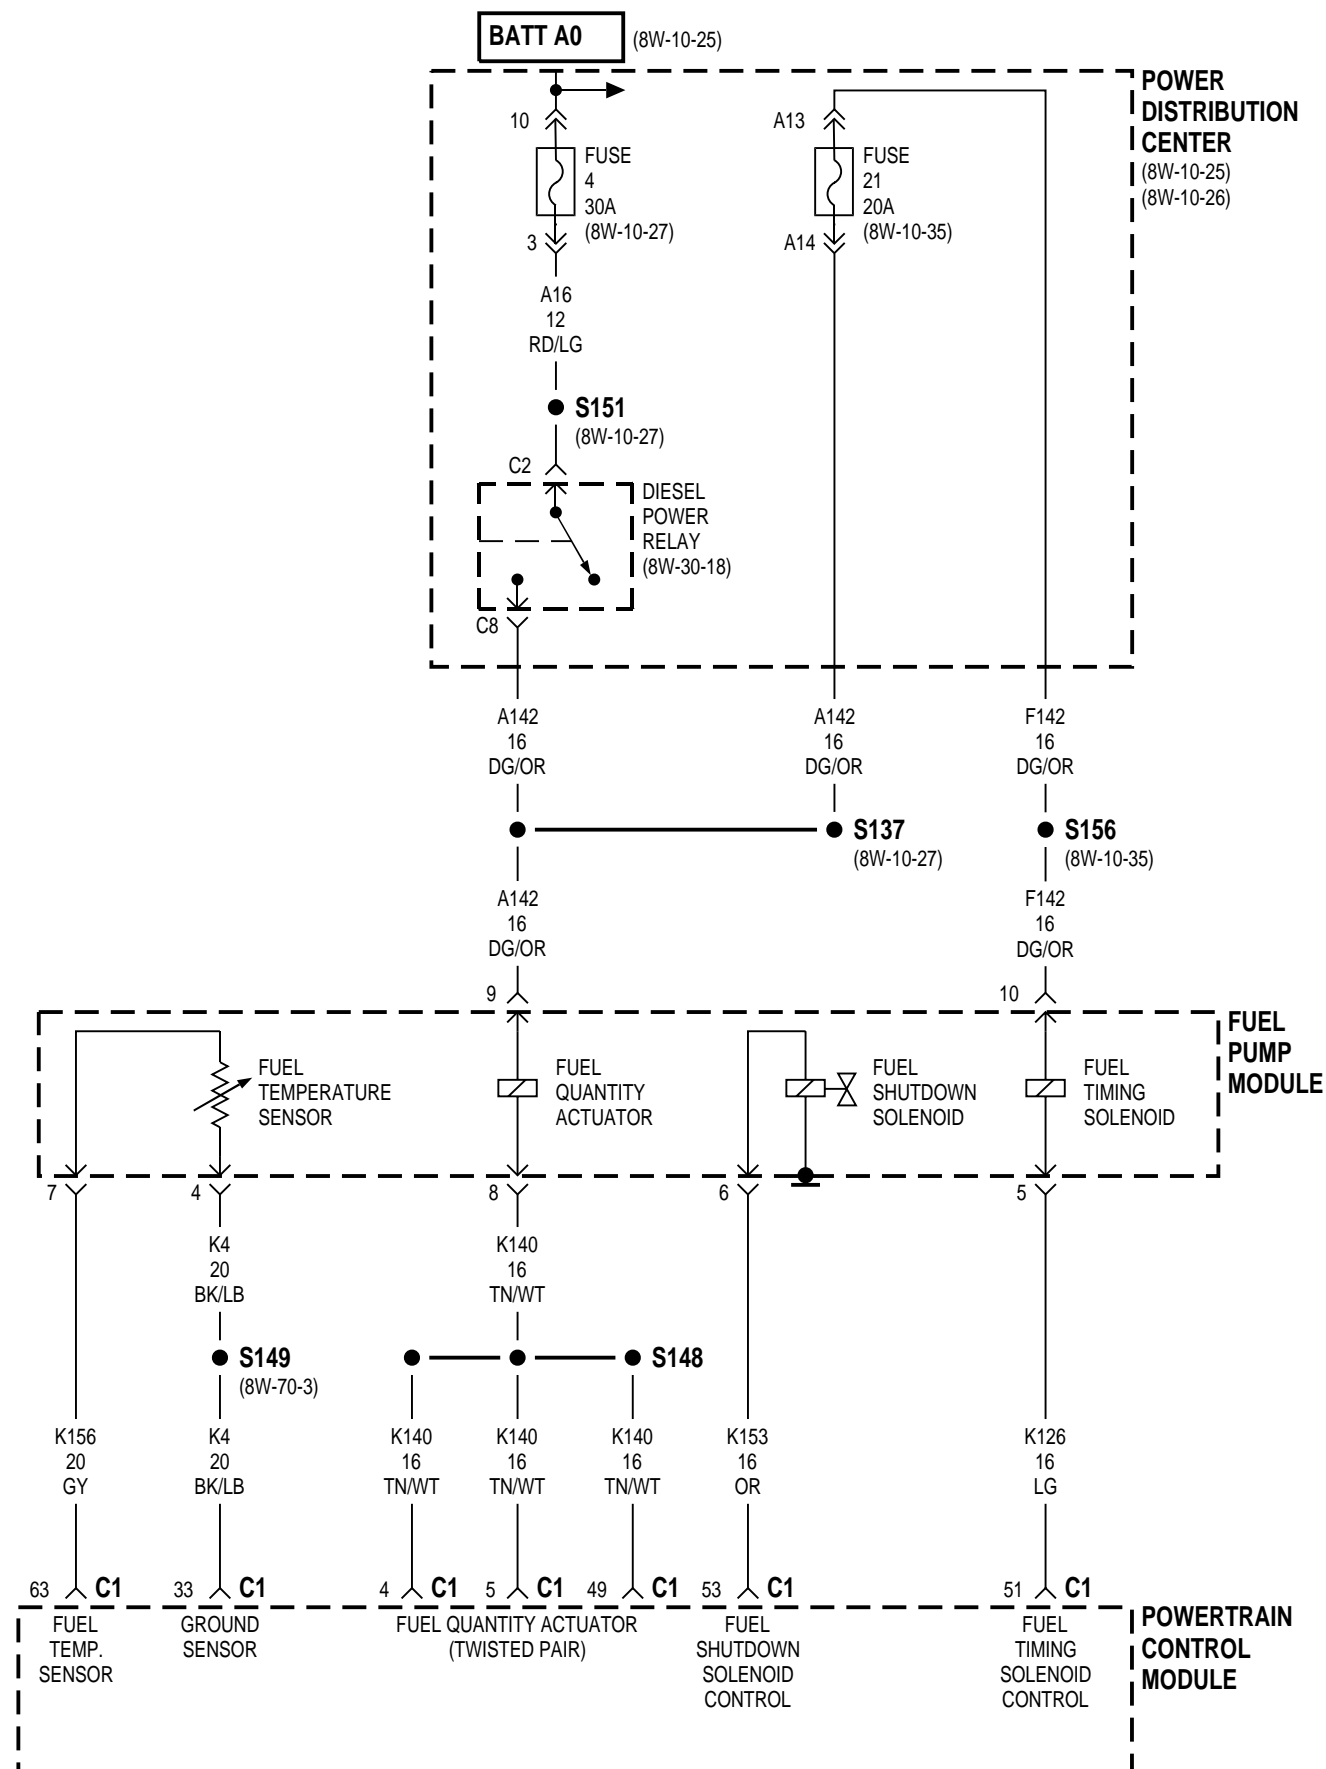 BATT A0
(8W-10-25)
POWER
DISTRIBUTION
CENTER
(8W-10-25)
(8W-10-26)
10
FUSE
4
30A
(8W-10-27)
3
A13
FUSE
21
20A
(8W-10-35)
A14
A16
12
RD/LG
S151
(8W-10-27)
C2
DIESEL
POWER
RELAY
(8W-30-18)
C8
A142
16
DG/OR
A142
16
DG/OR
F142
16
DG/OR
S137
(8W-10-27)
S156
(8W-10-35)
A142
16
DG/OR
F142
16
DG/OR
9
10
FUEL
PUMP
MODULE
FUEL
TEMPERATURE
SENSOR
FUEL
QUANTITY
ACTUATOR
FUEL
SHUTDOWN
SOLENOID
FUEL
TIMING
SOLENOID
7
4
8
6
5
K4
20
BK/LB
K140
16
TN/WT
S149
(8W-70-3)
S148
K156
20
GY
K4
20
BK/LB
K140
16
TN/WT
K140
16
TN/WT
K140
16
TN/WT
K153
16
OR
K126
16
LG
63 C1
33 C1
4 C1
5 C1
49 C1
53 C1
51 C1
FUEL
TEMP.
SENSOR
GROUND
SENSOR
FUEL QUANTITY ACTUATOR
(TWISTED PAIR)
FUEL
SHUTDOWN
SOLENOID
CONTROL
FUEL
TIMING
SOLENOID
CONTROL
POWERTRAIN
CONTROL
MODULE